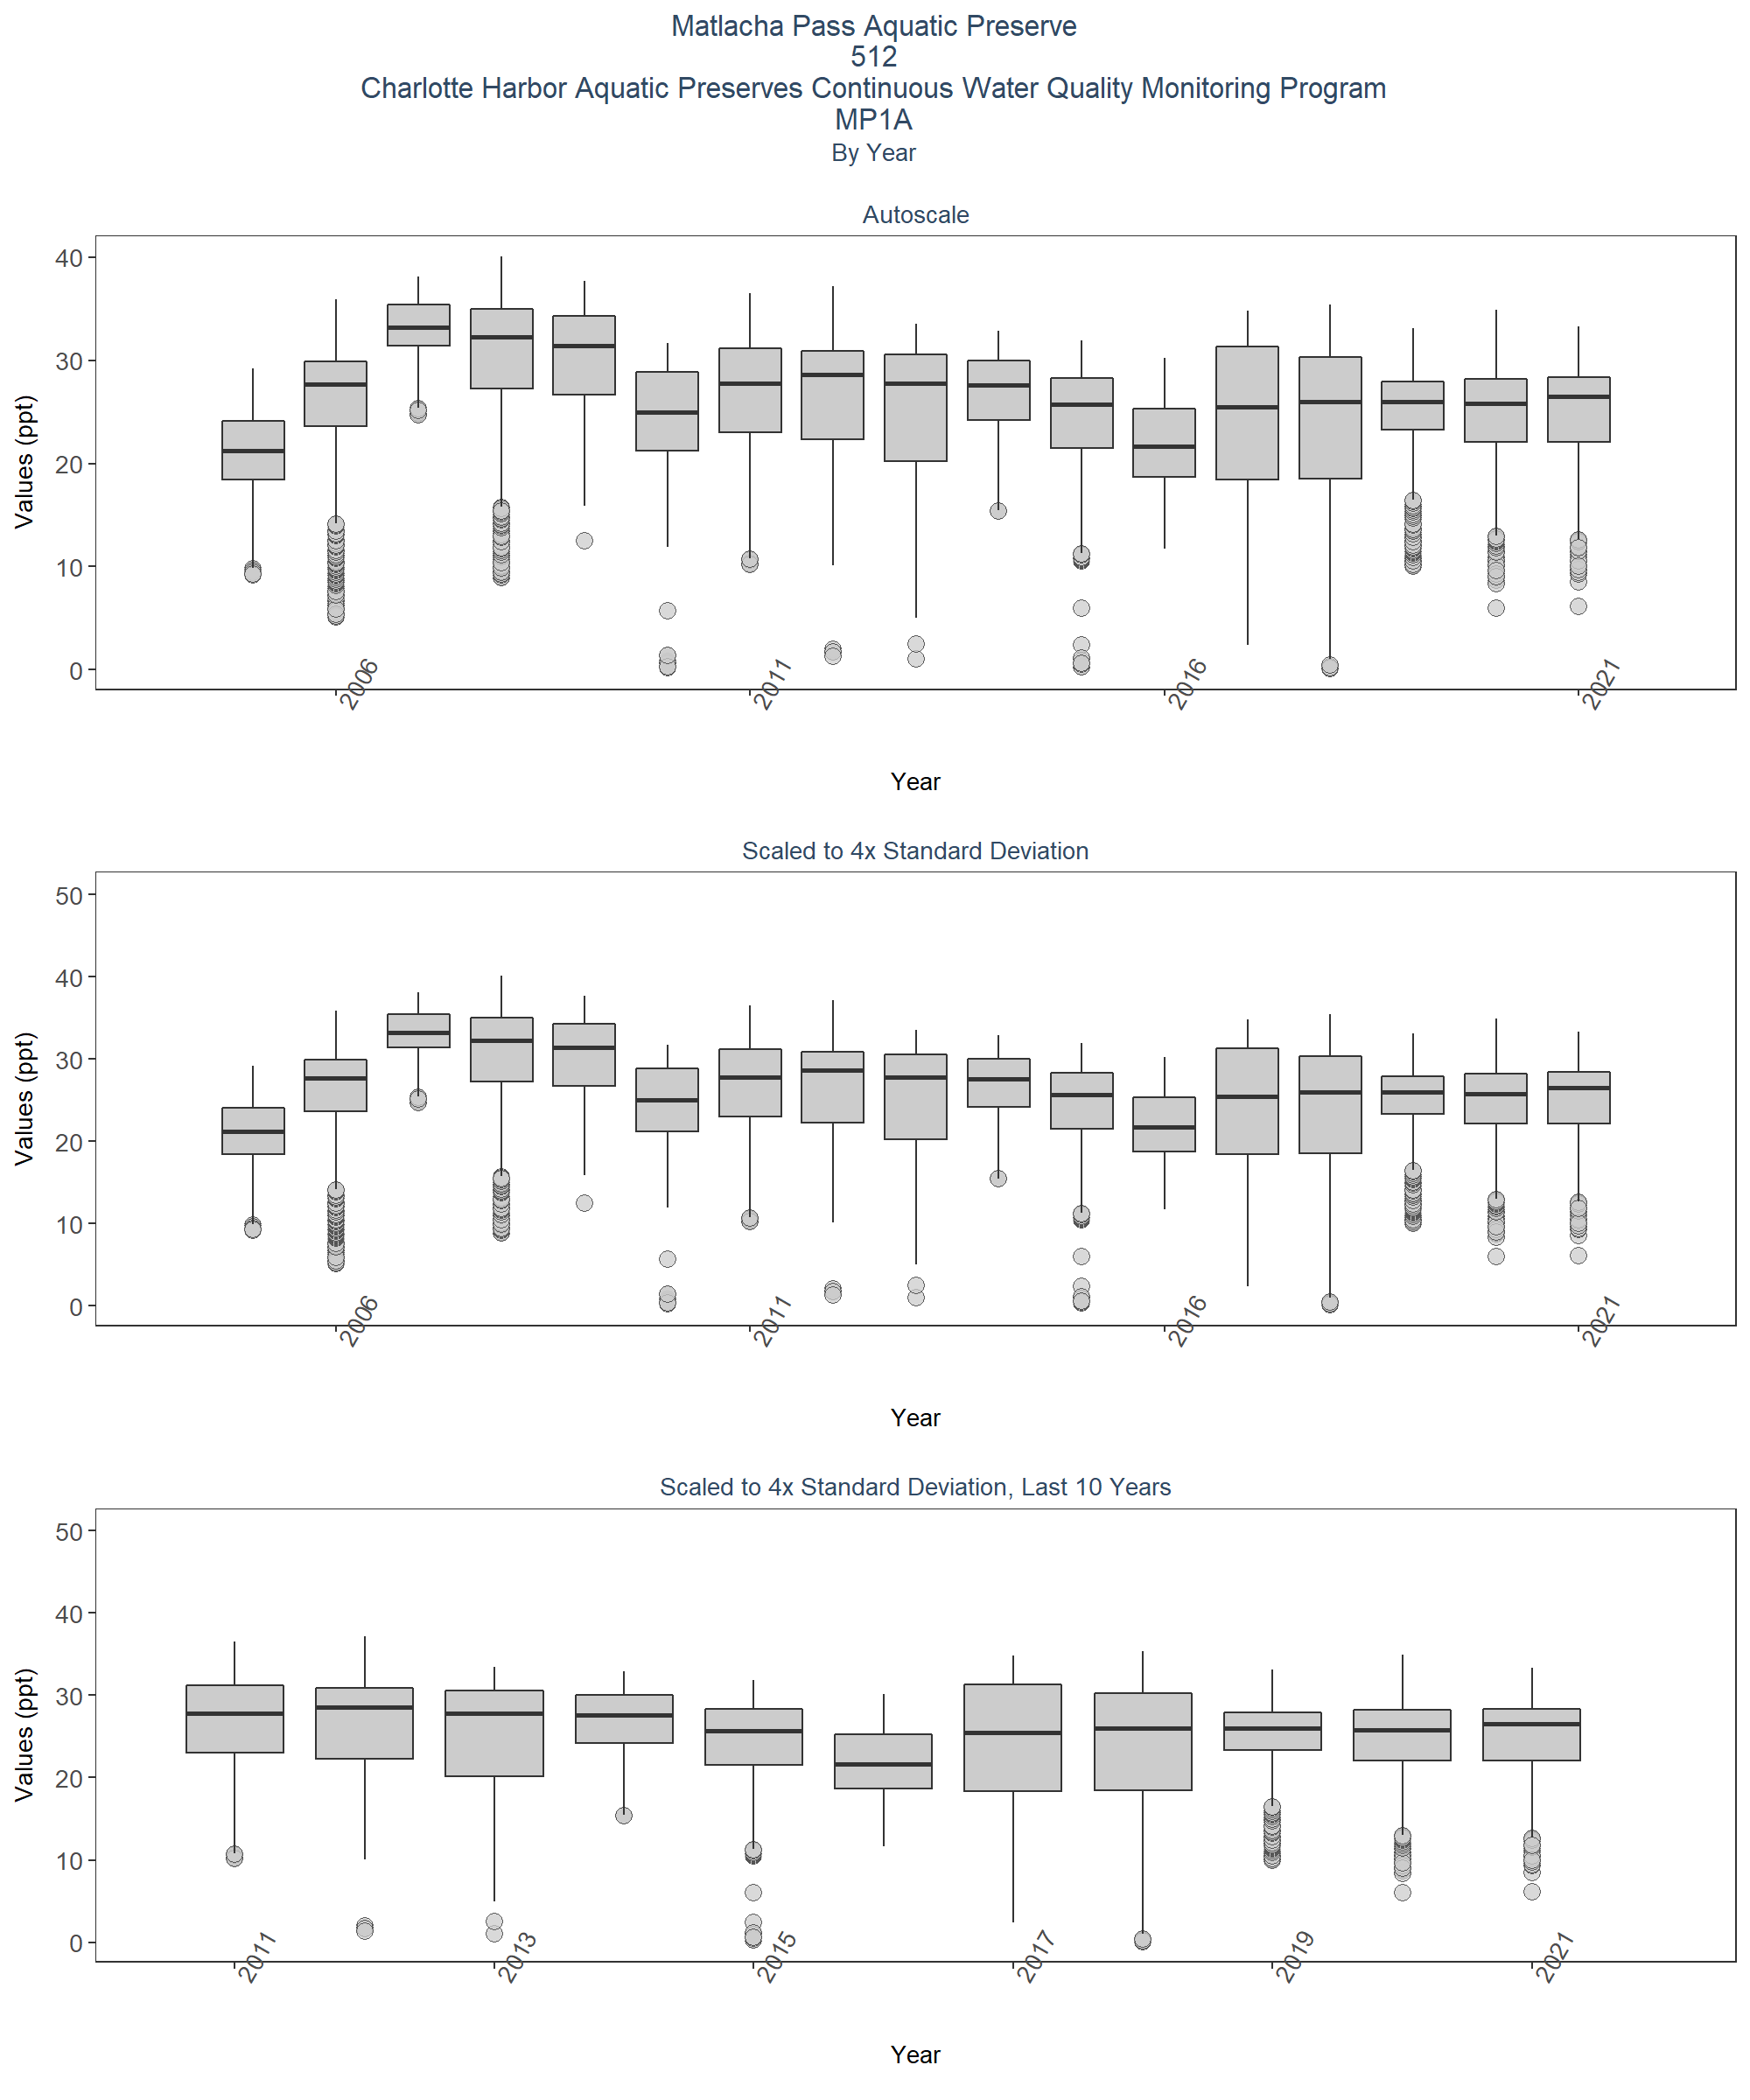 Matlacha Pass Aquatic Preserve
512
Charlotte Harbor Aquatic Preserves Continuous Water Quality Monitoring Program
MP1A
By Year
Autoscale
Values (ppt)
40
30
20
10
0
2006
2011
2016
2021
Year
Scaled to 4x Standard Deviation
Values (ppt)
50
40
30
20
10
0
2006
2011
2016
2021
Year
Scaled to 4x Standard Deviation, Last 10 Years
Values (ppt)
50
40
30
20
10
0
2011
2013
2015
2017
2019
2021
Year